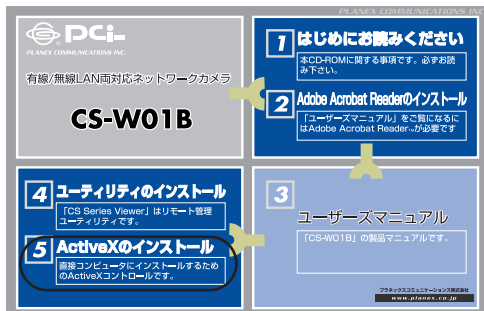 PLANEX COMMUNICATIONS INC.
PCi
PLANEX COMMUNICATIONS INC.
有線/無線LAN両対応ネットワークカメラ
CS-W01B
1 はじめにお読みください
本CD-ROMに関する事項です。必ずお読
み下さい。
2 Adobe Acrobat Readerのインストール
「ユーザーズマニュアル」をご覧になるに
はAdobe Acrobat Reader™が必要です
3
ユーザーズマニュアル
「CS-W01B」の製品マニュアルです。
4 ユーティリティのインストール
「CS Series Viewer」はリモート管理
ユーティリティです。
5 ActiveXのインストール
直接コンピュータにインストールするため
のActiveXコントロールです。
プラネックスコミュニケーションズ株式会社
www.planex.co.jp